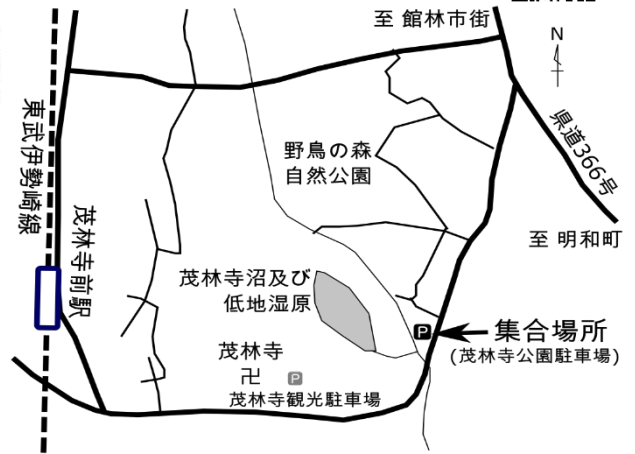 至 館林市街
N
県道366号
東武伊勢崎線
野鳥の森
自然公園
茂林寺前駅
至 明和町
茂林寺沼及び
低地湿原
P
集合場所
(茂林寺公園駐車場)
茂林寺
卍
P
茂林寺観光駐車場